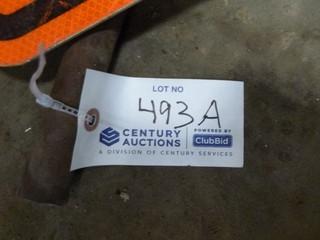 LOT NO
493A
CENTURY AUCTIONS
POWERED BY
ClubBid
A DIVISION OF CENTURY SERVICES